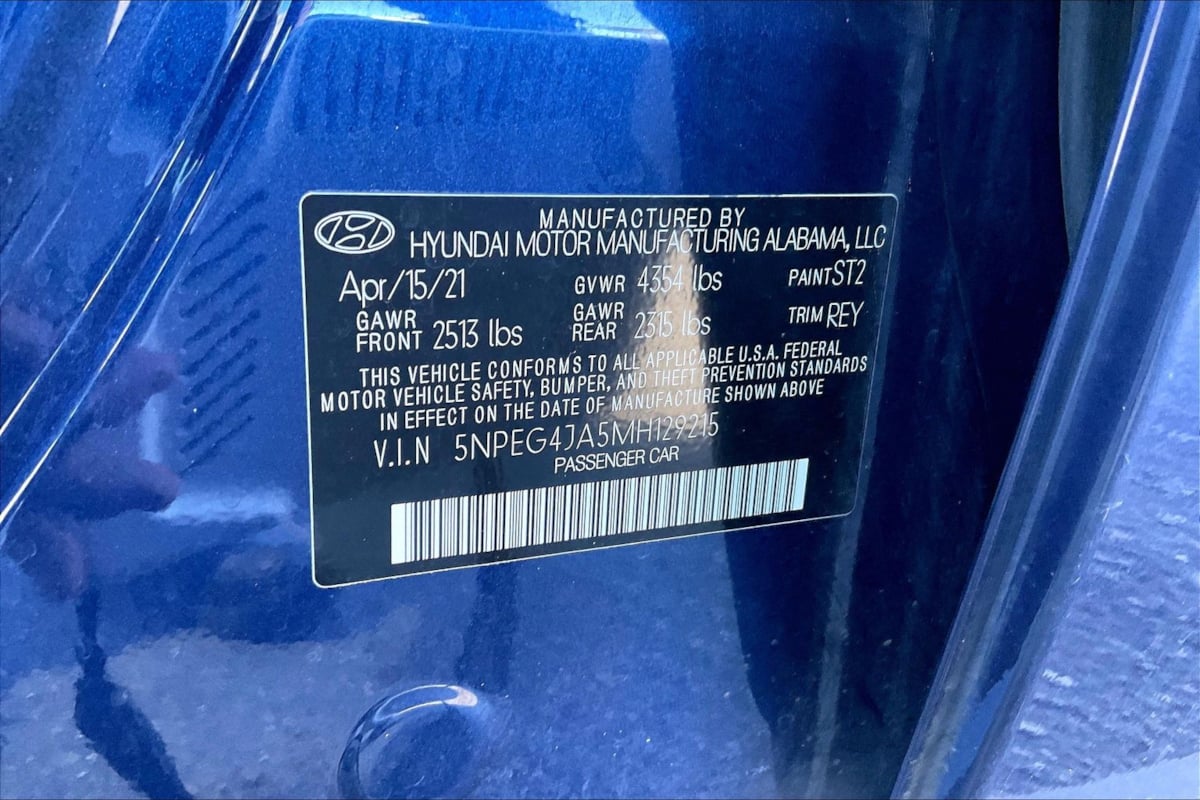 MANUFACTURED BY
HYUNDAI MOTOR MANUFACTURING ALABAMA, LLC
Apr/15/21 GVWR 4354 lbs PAINT ST2
GAWR FRONT 2513 lbs GAWR REAR 2315 lbs TRIM REY
THIS VEHICLE CONFORMS TO ALL APPLICABLE U.S.A. FEDERAL
MOTOR VEHICLE SAFETY, BUMPER, AND THEFT PREVENTION STANDARDS
IN EFFECT ON THE DATE OF MANUFACTURE SHOWN ABOVE
V.I.N 5NPEG4JA5MH129215
PASSENGER CAR